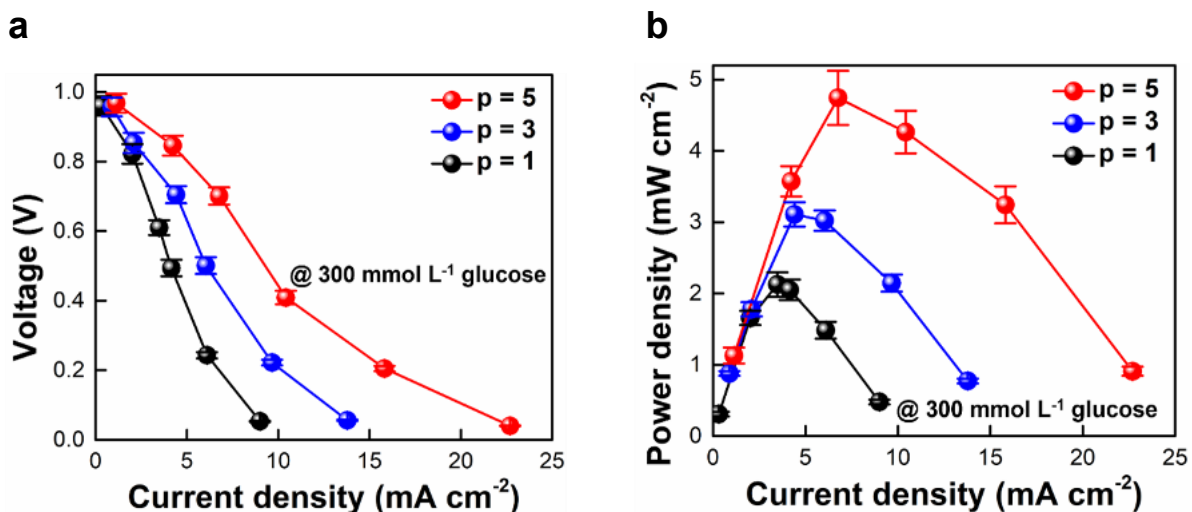 a
1.0
0.8
0.6
0.4
0.2
0.0
Voltage (V)
p = 5
p = 3
p = 1
@ 300 mmol L⁻¹ glucose
0 5 10 15 20 25
Current density (mA cm⁻²)
b
5
4
3
2
1
0
Power density (mW cm⁻²)
p = 5
p = 3
p = 1
@ 300 mmol L⁻¹ glucose
0 5 10 15 20 25
Current density (mA cm⁻²)